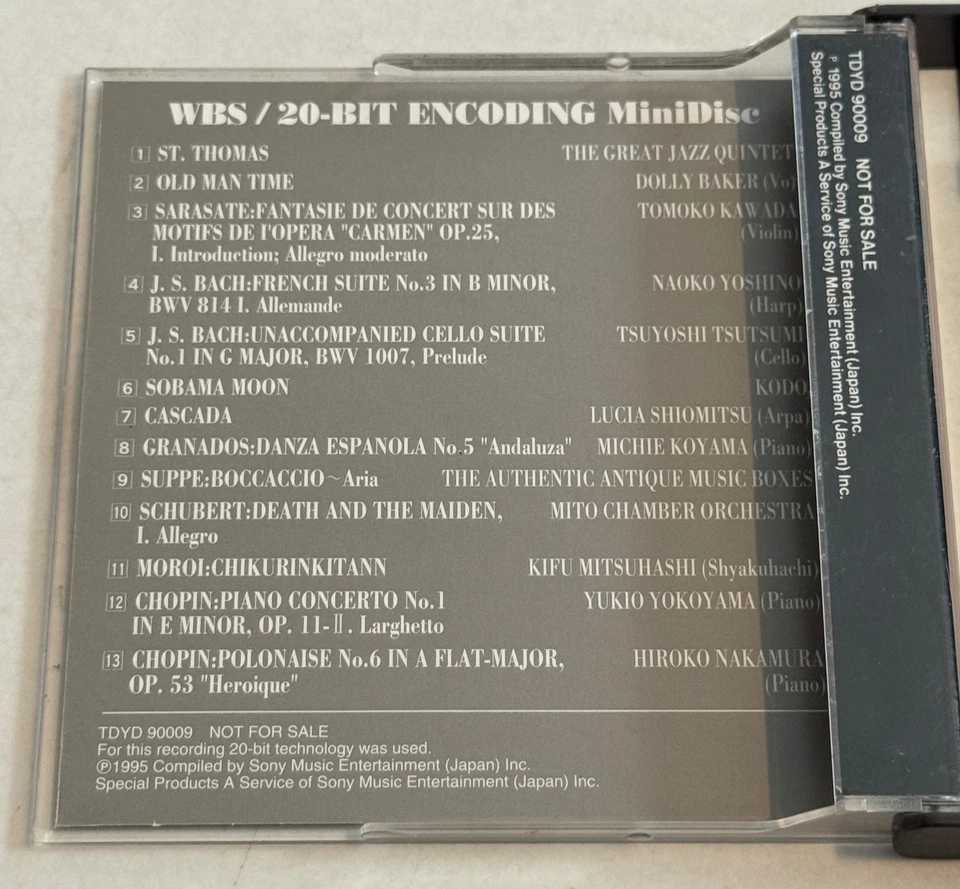 WBS / 20-BIT ENCODING MiniDisc
1 ST. THOMAS THE GREAT JAZZ QUINTET
2 OLD MAN TIME DOLLY BAKER (Vo)
3 SARASATE:FANTASIE DE CONCERT SUR DES TOMOKO KAWADA
MOTIFS DE l'OPERA "CARMEN" OP.25, (Violin)
I. Introduction; Allegro moderato
4 J. S. BACH:FRENCH SUITE No.3 IN B MINOR, NAOKO YOSHINO
BWV 814 I. Allemande (Harp)
5 J. S. BACH:UNACCOMPANIED CELLO SUITE TSUYOSHI TSUTSUMI
No.1 IN G MAJOR, BWV 1007, Prelude (Cello)
6 SOBAMA MOON KODO
7 CASCADA LUCIA SHIOMITSU (Arpa)
8 GRANADOS:DANZA ESPANOLA No.5 "Andaluza" MICHIE KOYAMA (Piano)
9 SUPPE:BOCCACCIO~Aria THE AUTHENTIC ANTIQUE MUSIC BOXES
10 SCHUBERT:DEATH AND THE MAIDEN, MITO CHAMBER ORCHESTRA
I. Allegro
11 MOROI:CHIKURINKITANN KIFU MITSUHASHI (Shyakuhachi)
12 CHOPIN:PIANO CONCERTO No.1 YUKIO YOKOYAMA (Piano)
IN E MINOR, OP. 11-Ⅱ. Larghetto
13 CHOPIN:POLONAISE No.6 IN A FLAT-MAJOR, HIROKO NAKAMURA
OP. 53 "Heroique" (Piano)
TDYD 90009 NOT FOR SALE
For this recording 20-bit technology was used.
℗1995 Compiled by Sony Music Entertainment (Japan) Inc.
Special Products A Service of Sony Music Entertainment (Japan) Inc.
TDYD 90009 NOT FOR SALE
℗ 1995 Compiled by Sony Music Entertainment (Japan) Inc.
Special Products A Service of Sony Music Entertainment (Japan) Inc.